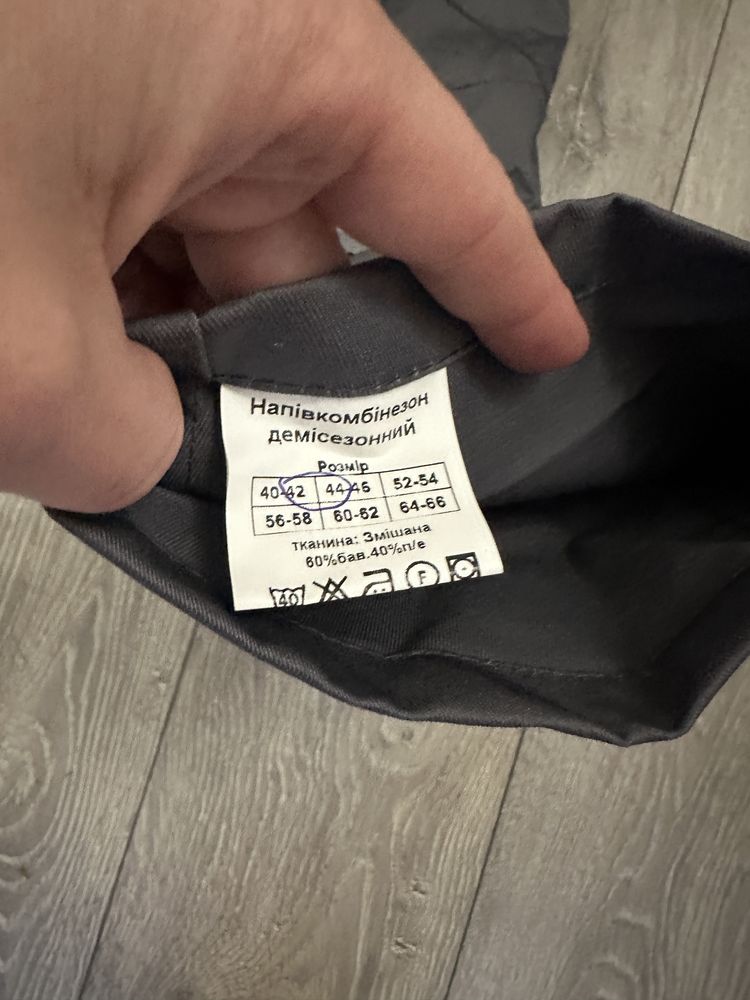 Напівкомбінезон
демісезонний
Розмір
40-42 44-46 52-54
56-58 60-62 64-66
тканина: Змішана
60%бав.40%п/е
40 F